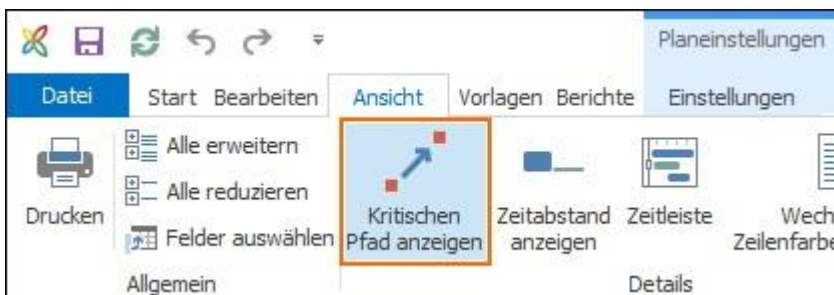 Planeinstellungen
Datei Start Bearbeiten Ansicht Vorlagen Berichte Einstellungen
Alle erweitern
Alle reduzieren
Felder auswählen
Drucken
Kritischen
Pfad anzeigen
Zeitabstand
anzeigen
Zeitleiste
Allgemein
Details